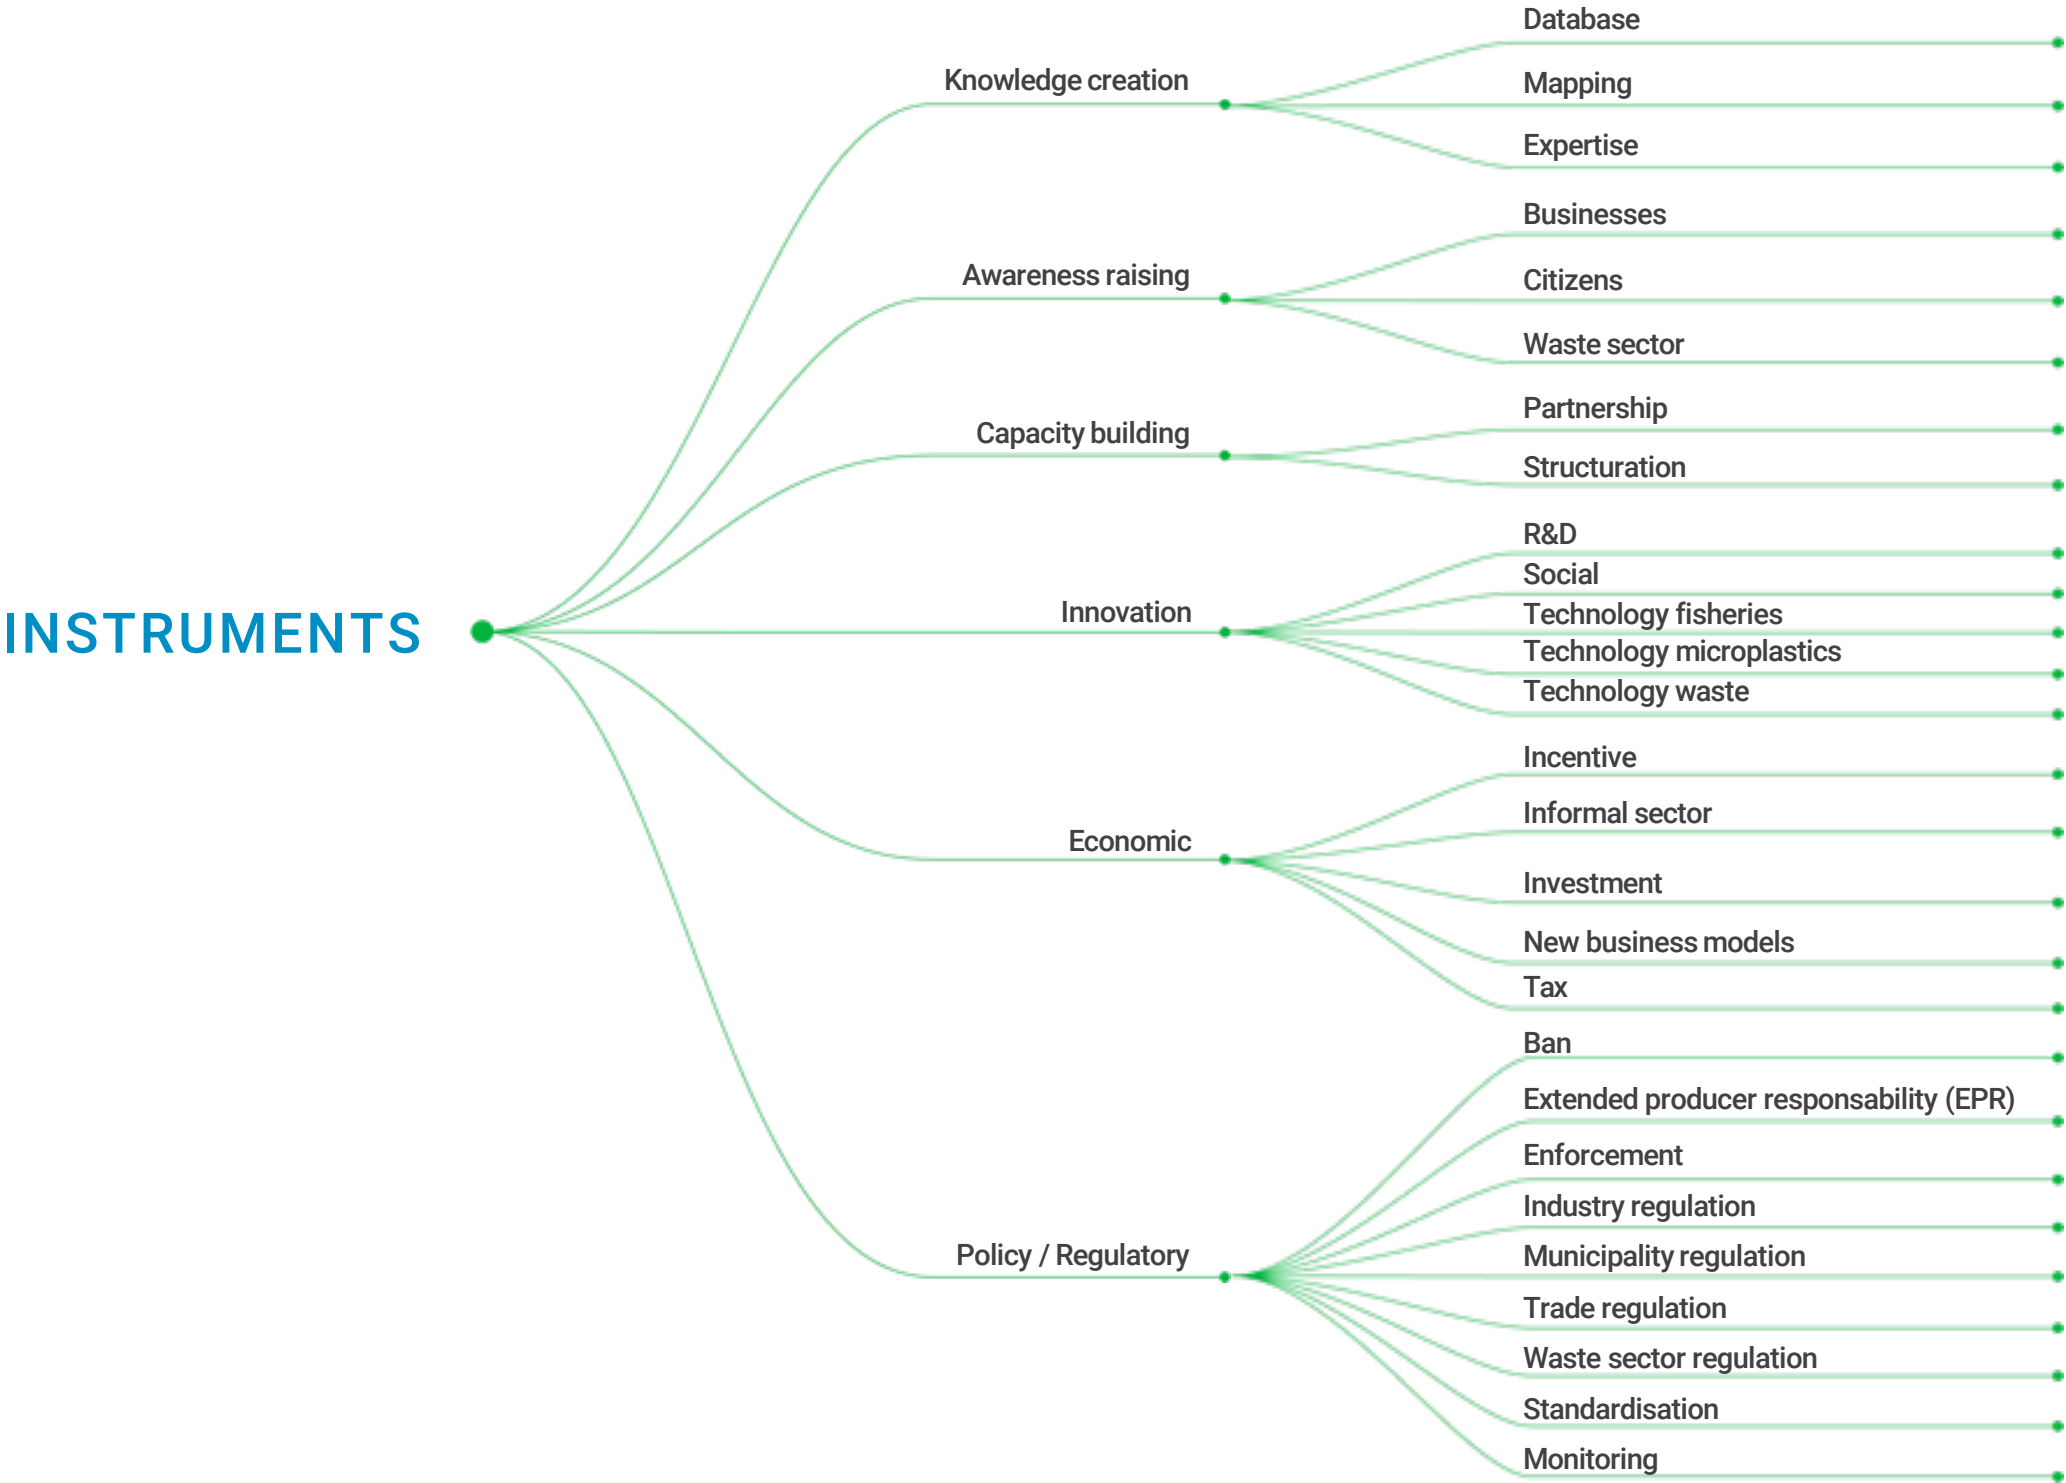 INSTRUMENTS
Knowledge creation
Database
Mapping
Expertise
Awareness raising
Businesses
Citizens
Waste sector
Capacity building
Partnership
Structuration
Innovation
R&D
Social
Technology fisheries
Technology microplastics
Technology waste
Economic
Incentive
Informal sector
Investment
New business models
Tax
Policy / Regulatory
Ban
Extended producer responsability (EPR)
Enforcement
Industry regulation
Municipality regulation
Trade regulation
Waste sector regulation
Standardisation
Monitoring